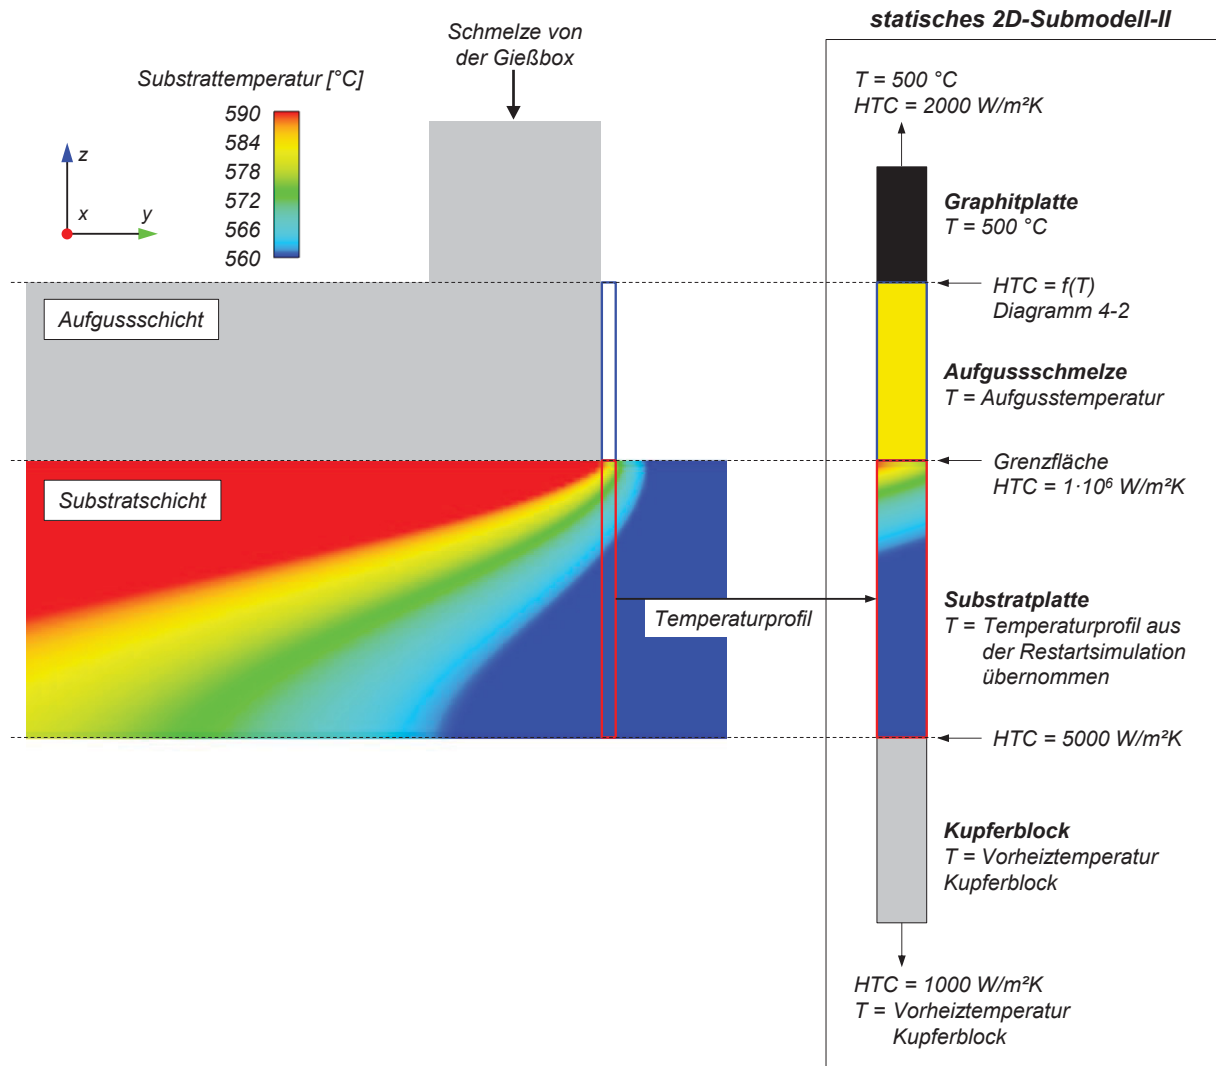 statisches 2D-Submodell-II
Schmelze von
der Gießbox
Substrattemperatur [°C]
590
584
578
572
566
560
z
x
y
T = 500 °C
HTC = 2000 W/m²K
Graphitplatte
T = 500 °C
HTC = f(T)
Diagramm 4-2
Aufgussschicht
Aufgussschmelze
T = Aufgusstemperatur
Grenzfläche
HTC = 1·10⁶ W/m²K
Substratschicht
Temperaturprofil
Substratplatte
T = Temperaturprofil aus
der Restartsimulation
übernommen
HTC = 5000 W/m²K
Kupferblock
T = Vorheiztemperatur
Kupferblock
HTC = 1000 W/m²K
T = Vorheiztemperatur
Kupferblock